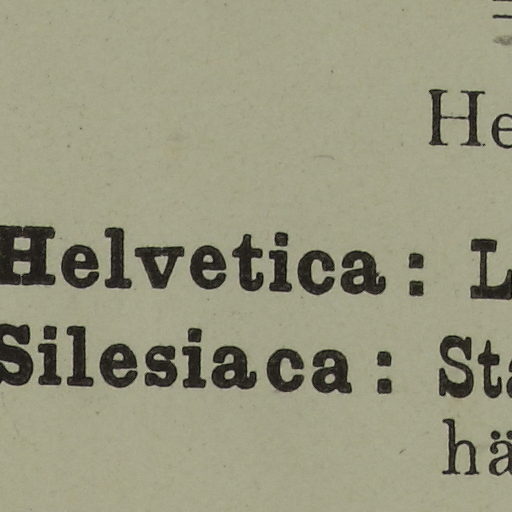 He
Helvetica: L
Silesiaca: Sta
hä